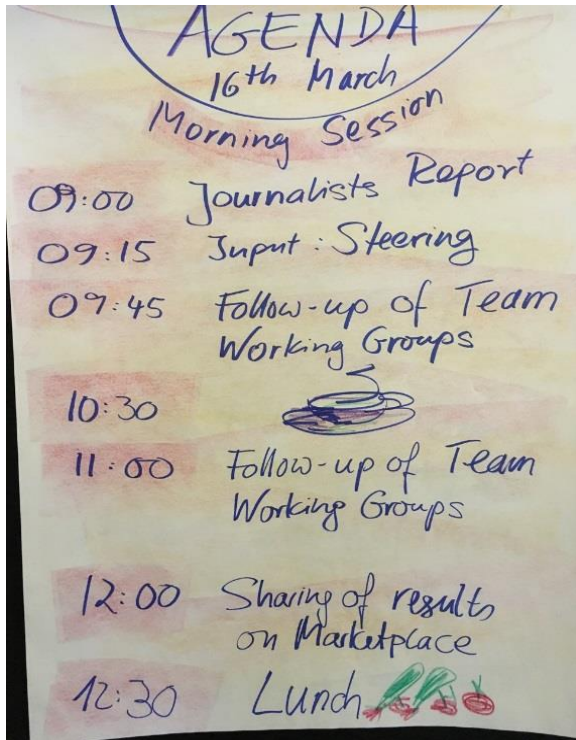 AGENDA
16th March
Morning Session
09:00 Journalists Report
09:15 Input: Steering
09:45 Follow-up of Team
Working Groups
10:30
11:00 Follow-up of Team
Working Groups
12:00 Sharing of results
on Marketplace
12:30 Lunch